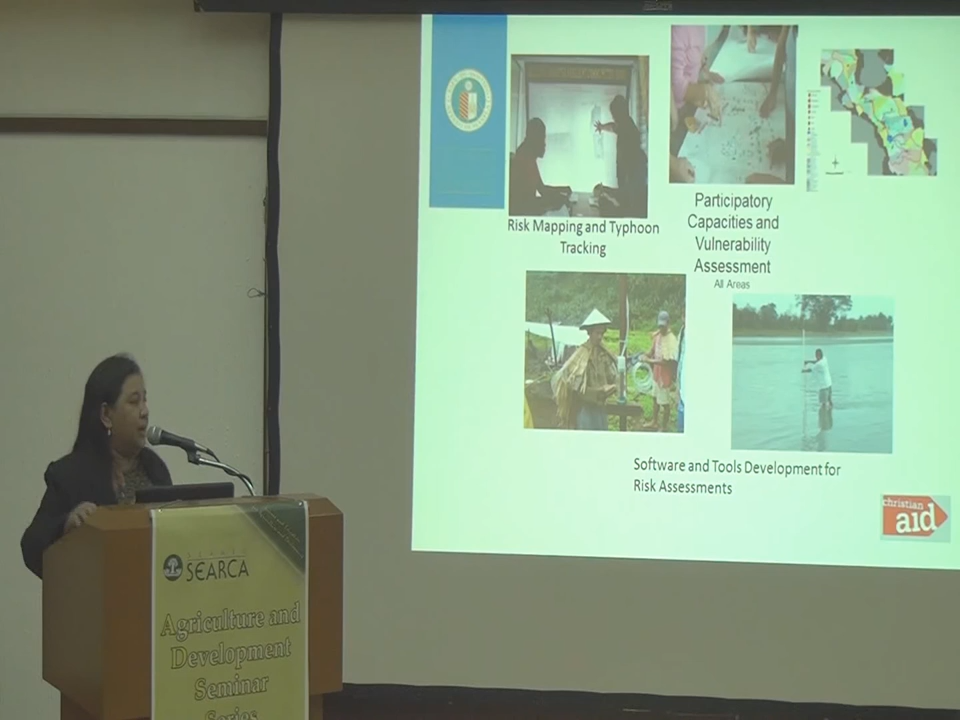 Risk Mapping and Typhoon
Tracking
Participatory
Capacities and
Vulnerability
Assessment
All Areas
Software and Tools Development for
Risk Assessments
christian
aid
SEARCA
Agriculture and
Development
Seminar
Series